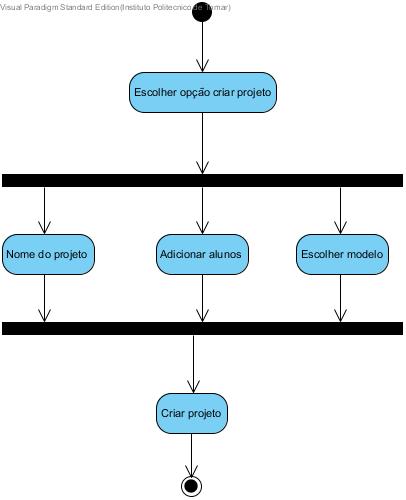 Visual Paradigm Standard Edition(Instituto Politecnico de Tomar)
Escolher opção criar projeto
Nome do projeto
Adicionar alunos
Escolher modelo
Criar projeto